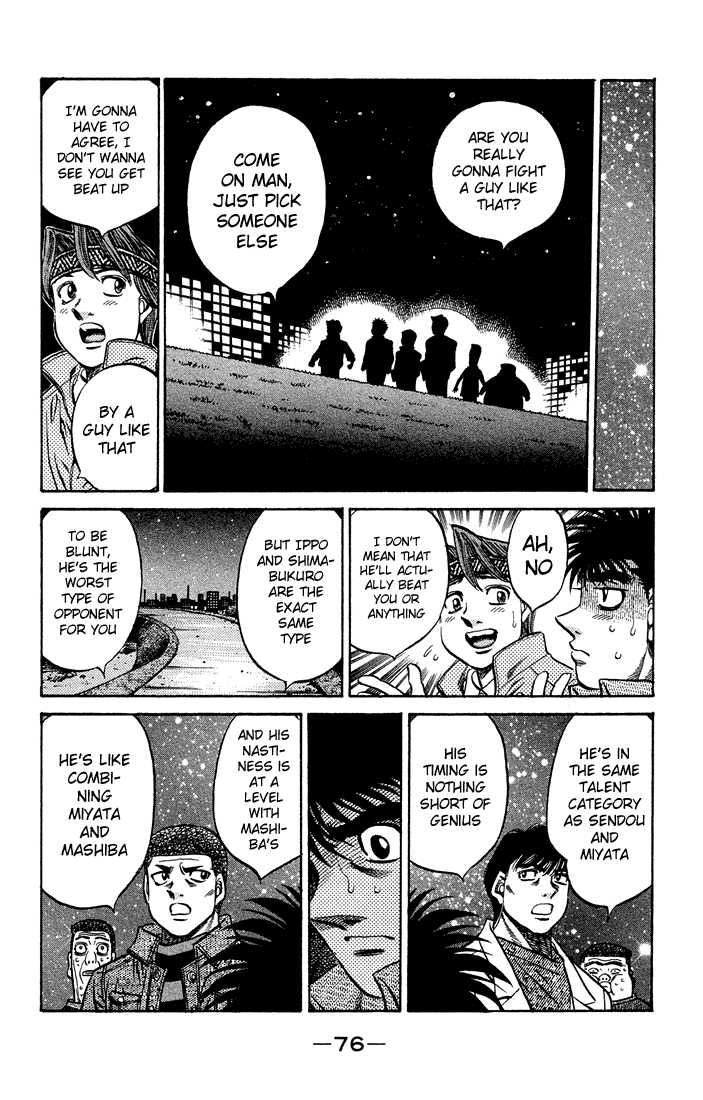 ARE YOU
REALLY
GONNA FIGHT
A GUY LIKE
THAT?
COME
ON MAN,
JUST PICK
SOMEONE
ELSE
I'M GONNA
HAVE TO
AGREE, I
DON'T WANNA
SEE YOU GET
BEAT UP
BY A
GUY LIKE
THAT
AH,
NO
I DON'T
MEAN THAT
HE'LL ACTU-
ALLY BEAT
YOU OR
ANYTHING
BUT IPPO
AND SHIMA-
BUKURO
ARE THE
EXACT
SAME
TYPE
TO BE
BLUNT,
HE'S THE
WORST
TYPE OF
OPPONENT
FOR YOU
HE'S IN
THE SAME
TALENT
CATEGORY
AS SENDOU
AND
MIYATA
HIS
TIMING IS
NOTHING
SHORT OF
GENIUS
AND HIS
NASTI-
NESS IS
AT A
LEVEL
WITH
MASHI-
BA'S
HE'S LIKE
COMBI-
NING
MIYATA
AND
MASHIBA
—76—